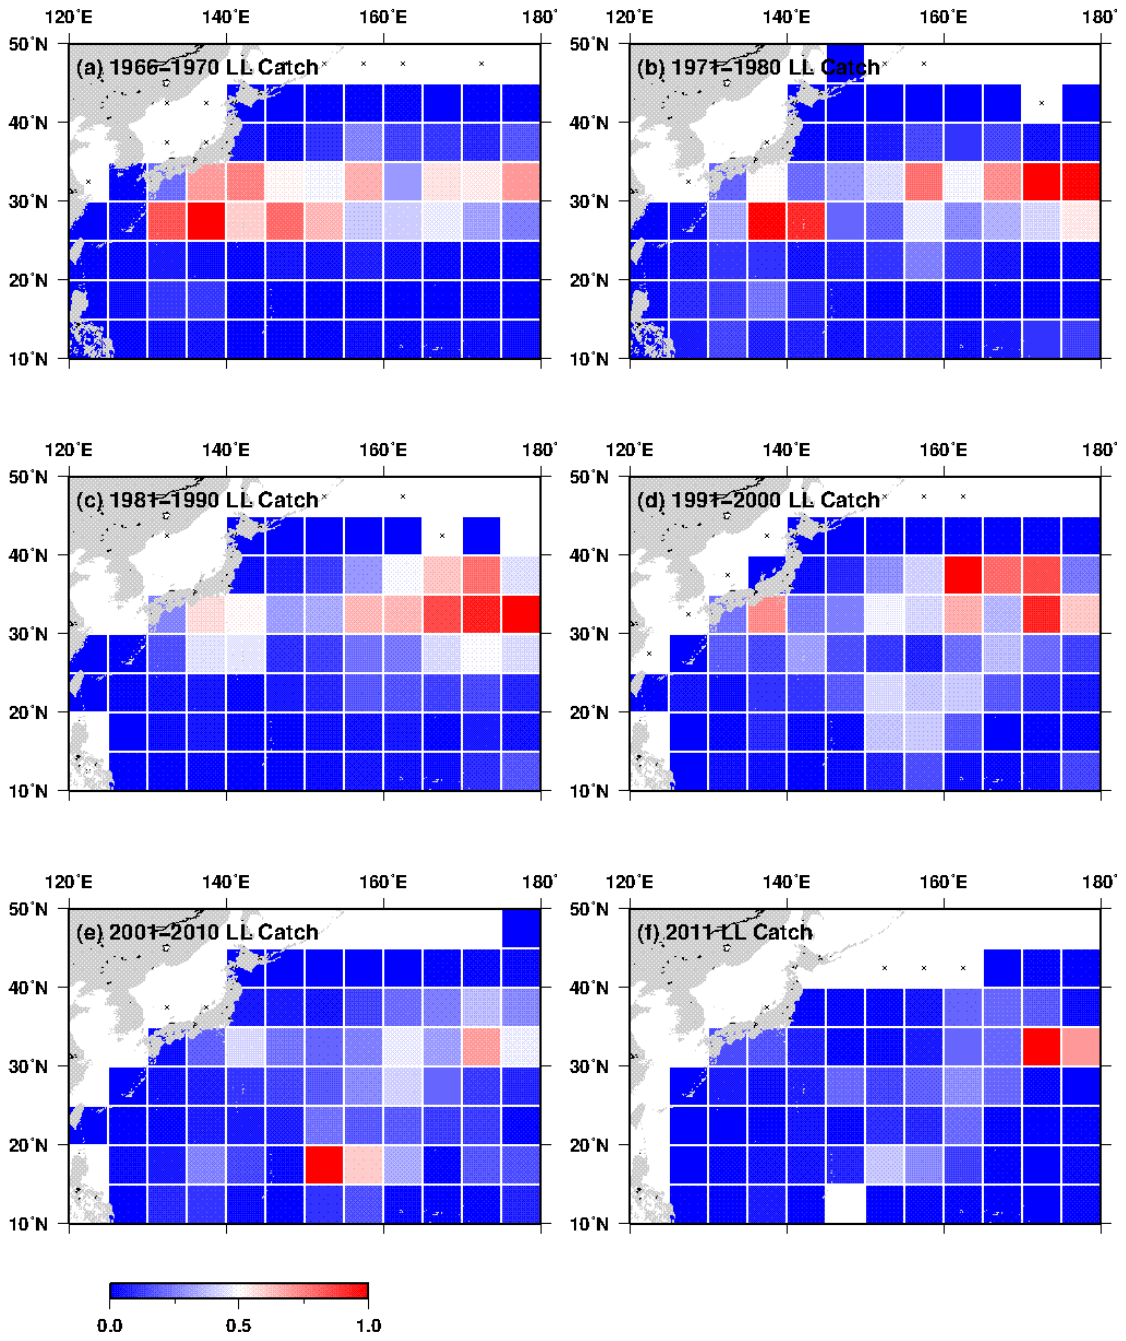 120°E 140°E 160°E 180°
120°E 140°E 160°E 180°
50°N
40°N
30°N
20°N
10°N
(a) 1966–1970 LL Catch
50°N
40°N
30°N
20°N
10°N
(b) 1971–1980 LL Catch
120°E 140°E 160°E 180°
120°E 140°E 160°E 180°
50°N
40°N
30°N
20°N
10°N
(c) 1981–1990 LL Catch
50°N
40°N
30°N
20°N
10°N
(d) 1991–2000 LL Catch
120°E 140°E 160°E 180°
120°E 140°E 160°E 180°
50°N
40°N
30°N
20°N
10°N
(e) 2001–2010 LL Catch
50°N
40°N
30°N
20°N
10°N
(f) 2011 LL Catch
0.0 0.5 1.0